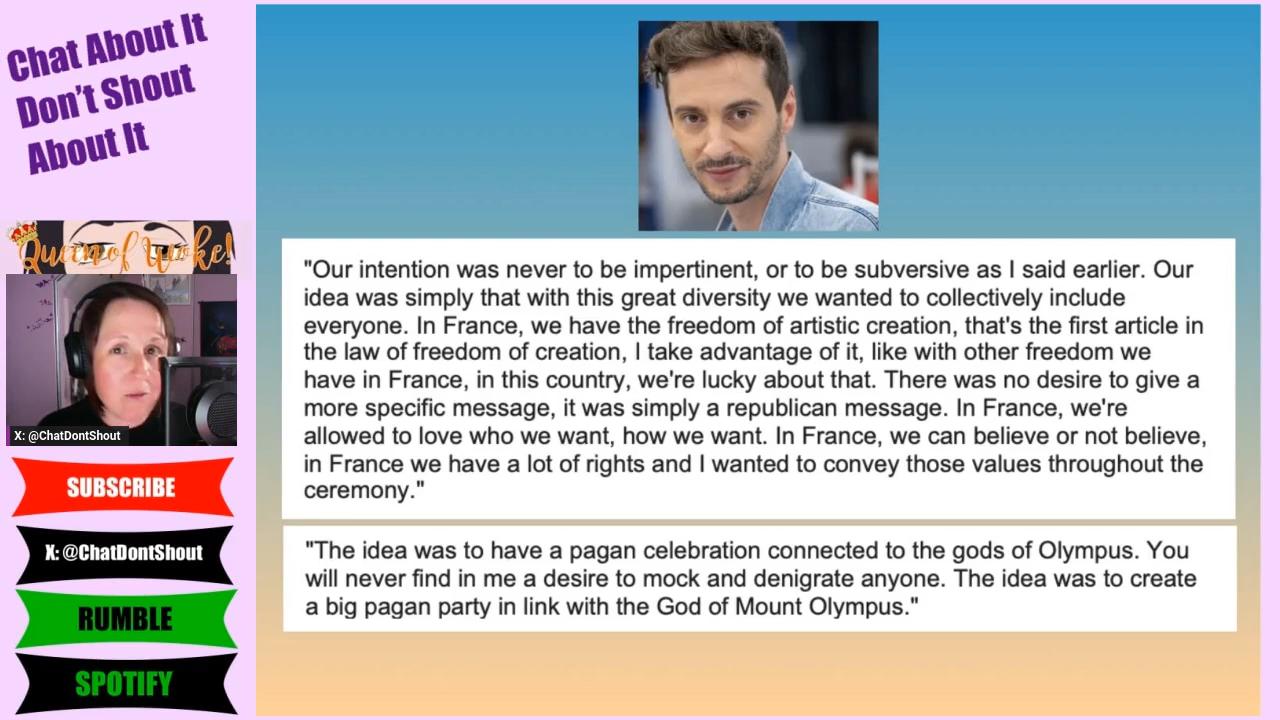 Chat About It
Don't Shout
About It
Queen of Woke!
X: @ChatDontShout
SUBSCRIBE
X: @ChatDontShout
RUMBLE
SPOTIFY
"Our intention was never to be impertinent, or to be subversive as I said earlier. Our
idea was simply that with this great diversity we wanted to collectively include
everyone. In France, we have the freedom of artistic creation, that's the first article in
the law of freedom of creation, I take advantage of it, like with other freedom we
have in France, in this country, we're lucky about that. There was no desire to give a
more specific message, it was simply a republican message. In France, we're
allowed to love who we want, how we want. In France, we can believe or not believe,
in France we have a lot of rights and I wanted to convey those values throughout the
ceremony."
"The idea was to have a pagan celebration connected to the gods of Olympus. You
will never find in me a desire to mock and denigrate anyone. The idea was to create
a big pagan party in link with the God of Mount Olympus."